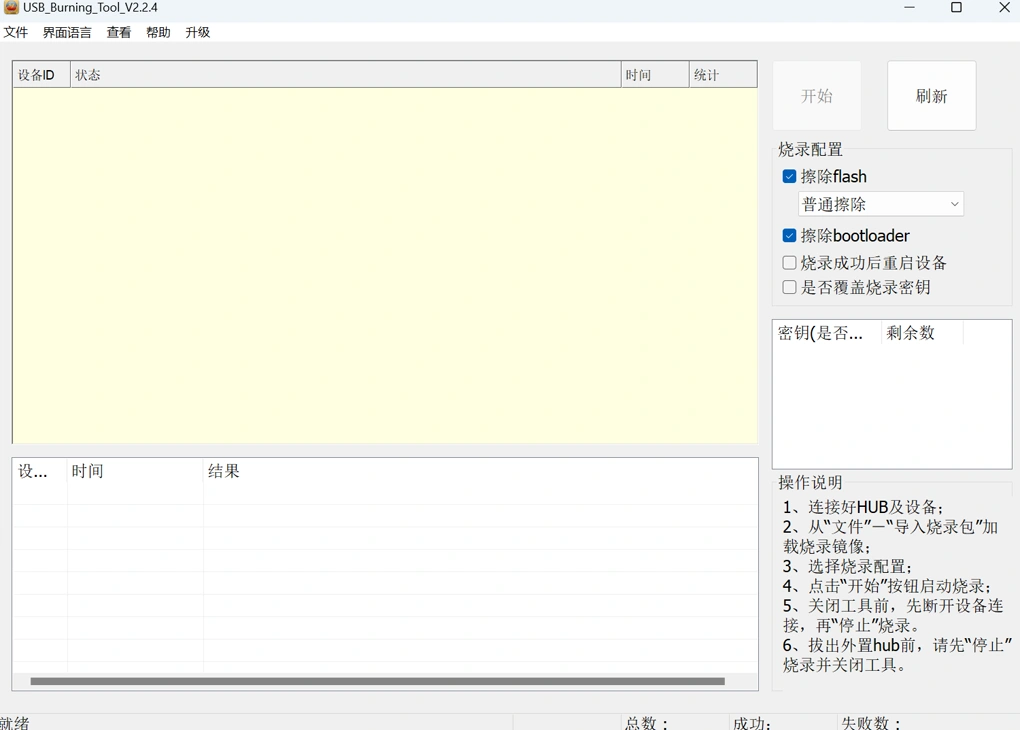 USB_Burning_Tool_V2.2.4
文件 界面语言 查看 帮助 升级
设备ID 状态 时间 统计
开始 刷新
烧录配置
擦除flash
普通擦除
擦除bootloader
烧录成功后重启设备
是否覆盖烧录密钥
密钥(是否... 剩余数
设... 时间 结果
操作说明
1、连接好HUB及设备;
2、从“文件”—“导入烧录包”加
载烧录镜像;
3、选择烧录配置;
4、点击“开始”按钮启动烧录;
5、关闭工具前，先断开设备连
接，再“停止”烧录。
6、拔出外置hub前，请先“停止”
烧录并关闭工具。
就绪 总数： 成功: 失败数：